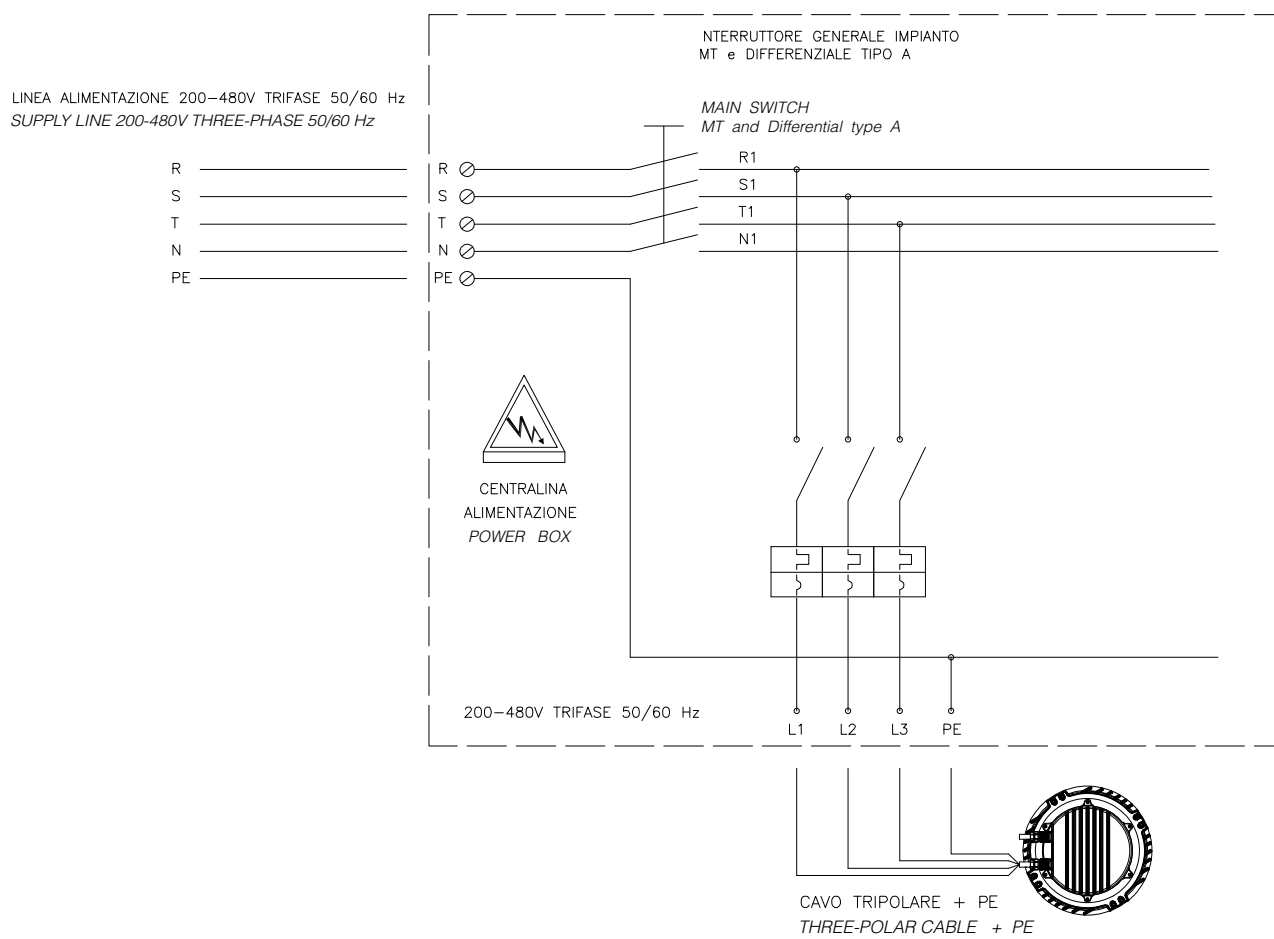 NTERRUTTORE GENERALE IMPIANTO
MT e DIFFERENZIALE TIPO A
LINEA ALIMENTAZIONE 200-480V TRIFASE 50/60 Hz
SUPPLY LINE 200-480V THREE-PHASE 50/60 Hz
MAIN SWITCH
MT and Differential type A
R R R1
S S S1
T T T1
N N N1
PE PE
CENTRALINA
ALIMENTAZIONE
POWER BOX
200-480V TRIFASE 50/60 Hz
L1 L2 L3 PE
CAVO TRIPOLARE + PE
THREE-POLAR CABLE + PE